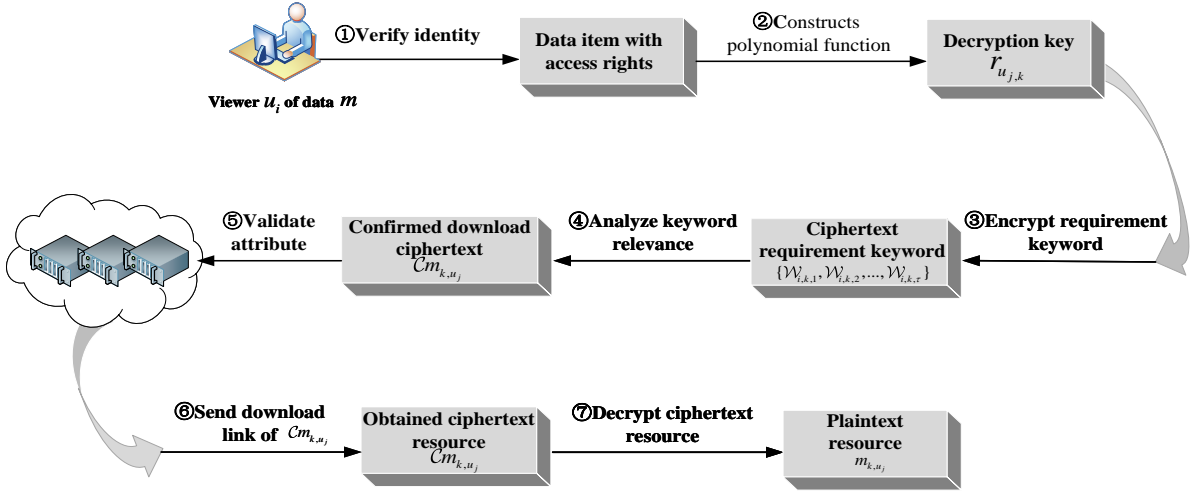 ①Verify identity
②Constructs
polynomial function
Data item with
access rights
Decryption key
r_{u_{j,k}}
Viewer u_i of data m
⑤Validate
attribute
Confirmed download
ciphertext
Cm_{k,u_j}
④Analyze keyword
relevance
Ciphertext
requirement keyword
{W_{i,k,1}, W_{i,k,2}, ..., W_{i,k,τ}}
③Encrypt requirement
keyword
⑥Send download
link of Cm_{k,u_j}
Obtained ciphertext
resource
Cm_{k,u_j}
⑦Decrypt ciphertext
resource
Plaintext
resource
m_{k,u_j}